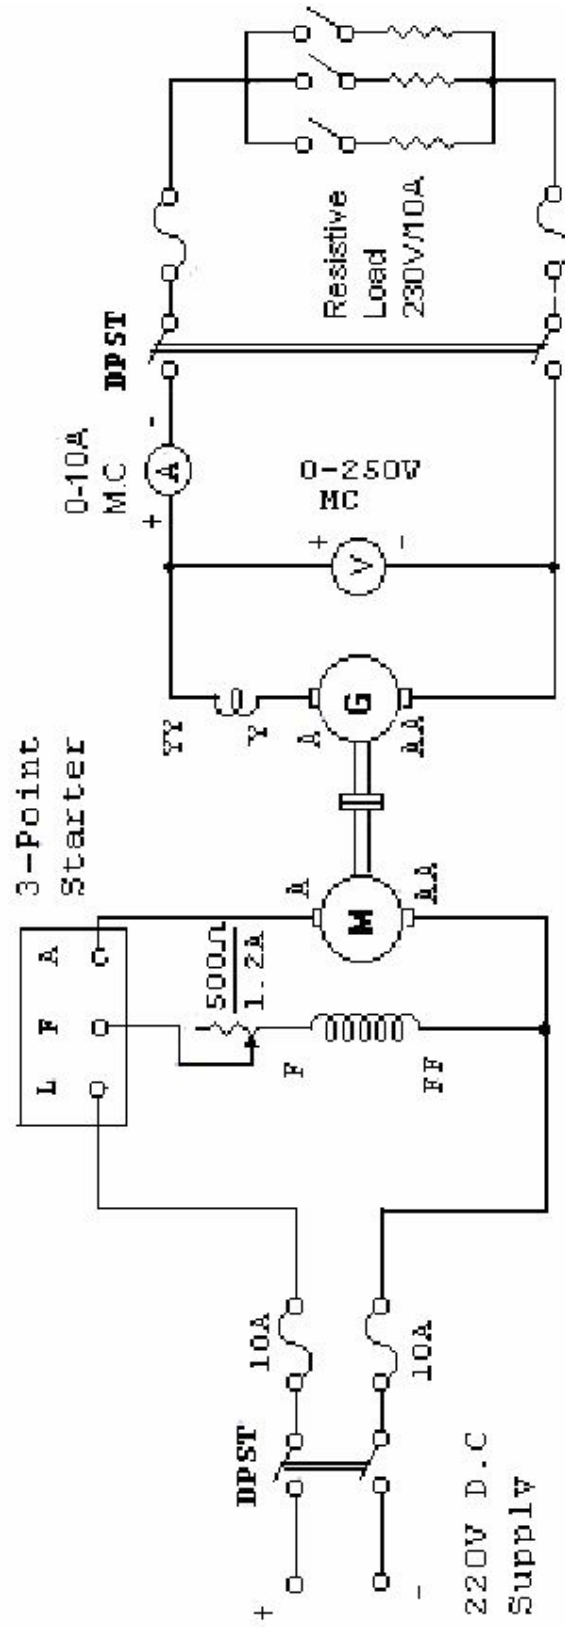 220V D.C
Supply
+
-
DPST
10A
10A
3-Point
Starter
L
F
A
500Ω
1.2A
F
FF
A
M
AA
A
G
AA
YY
Y
0-10A
M.C
+
A
-
0-250V
MC
+
V
-
DPST
Resistive
Load
230V/10A